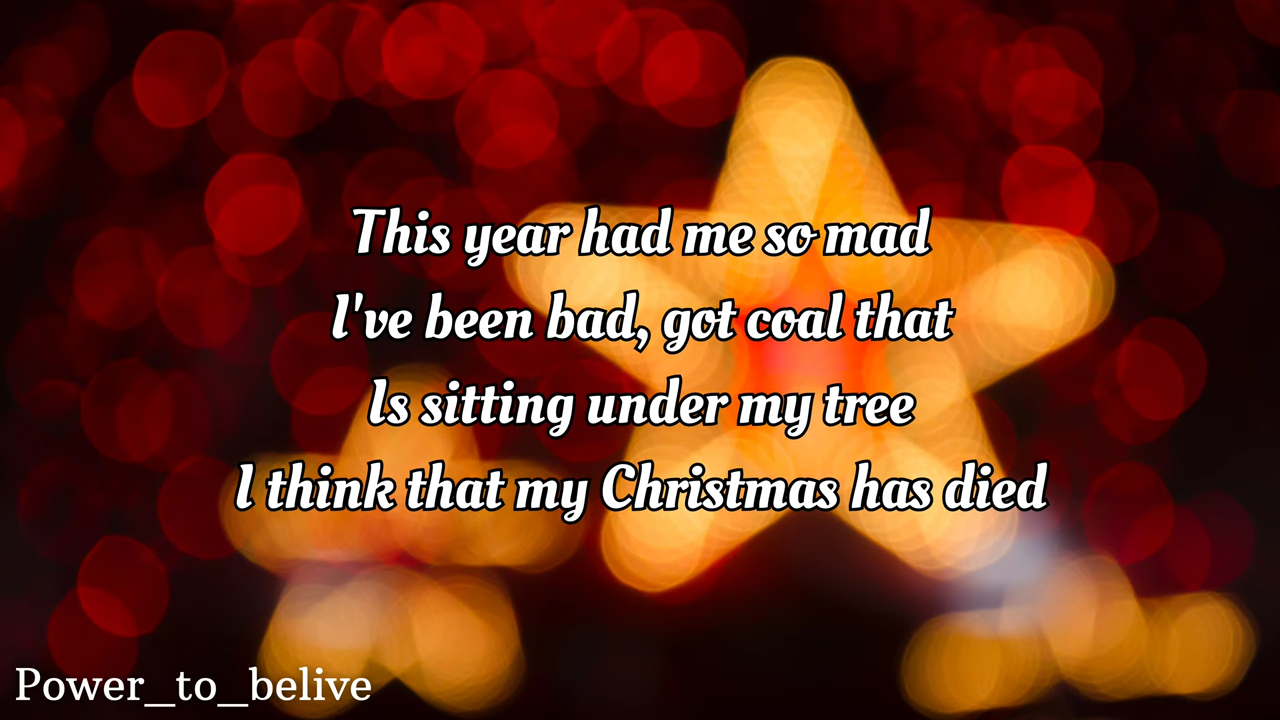 This year had me so mad
I've been bad, got coal that
Is sitting under my tree
I think that my Christmas has died
Power_to_belive